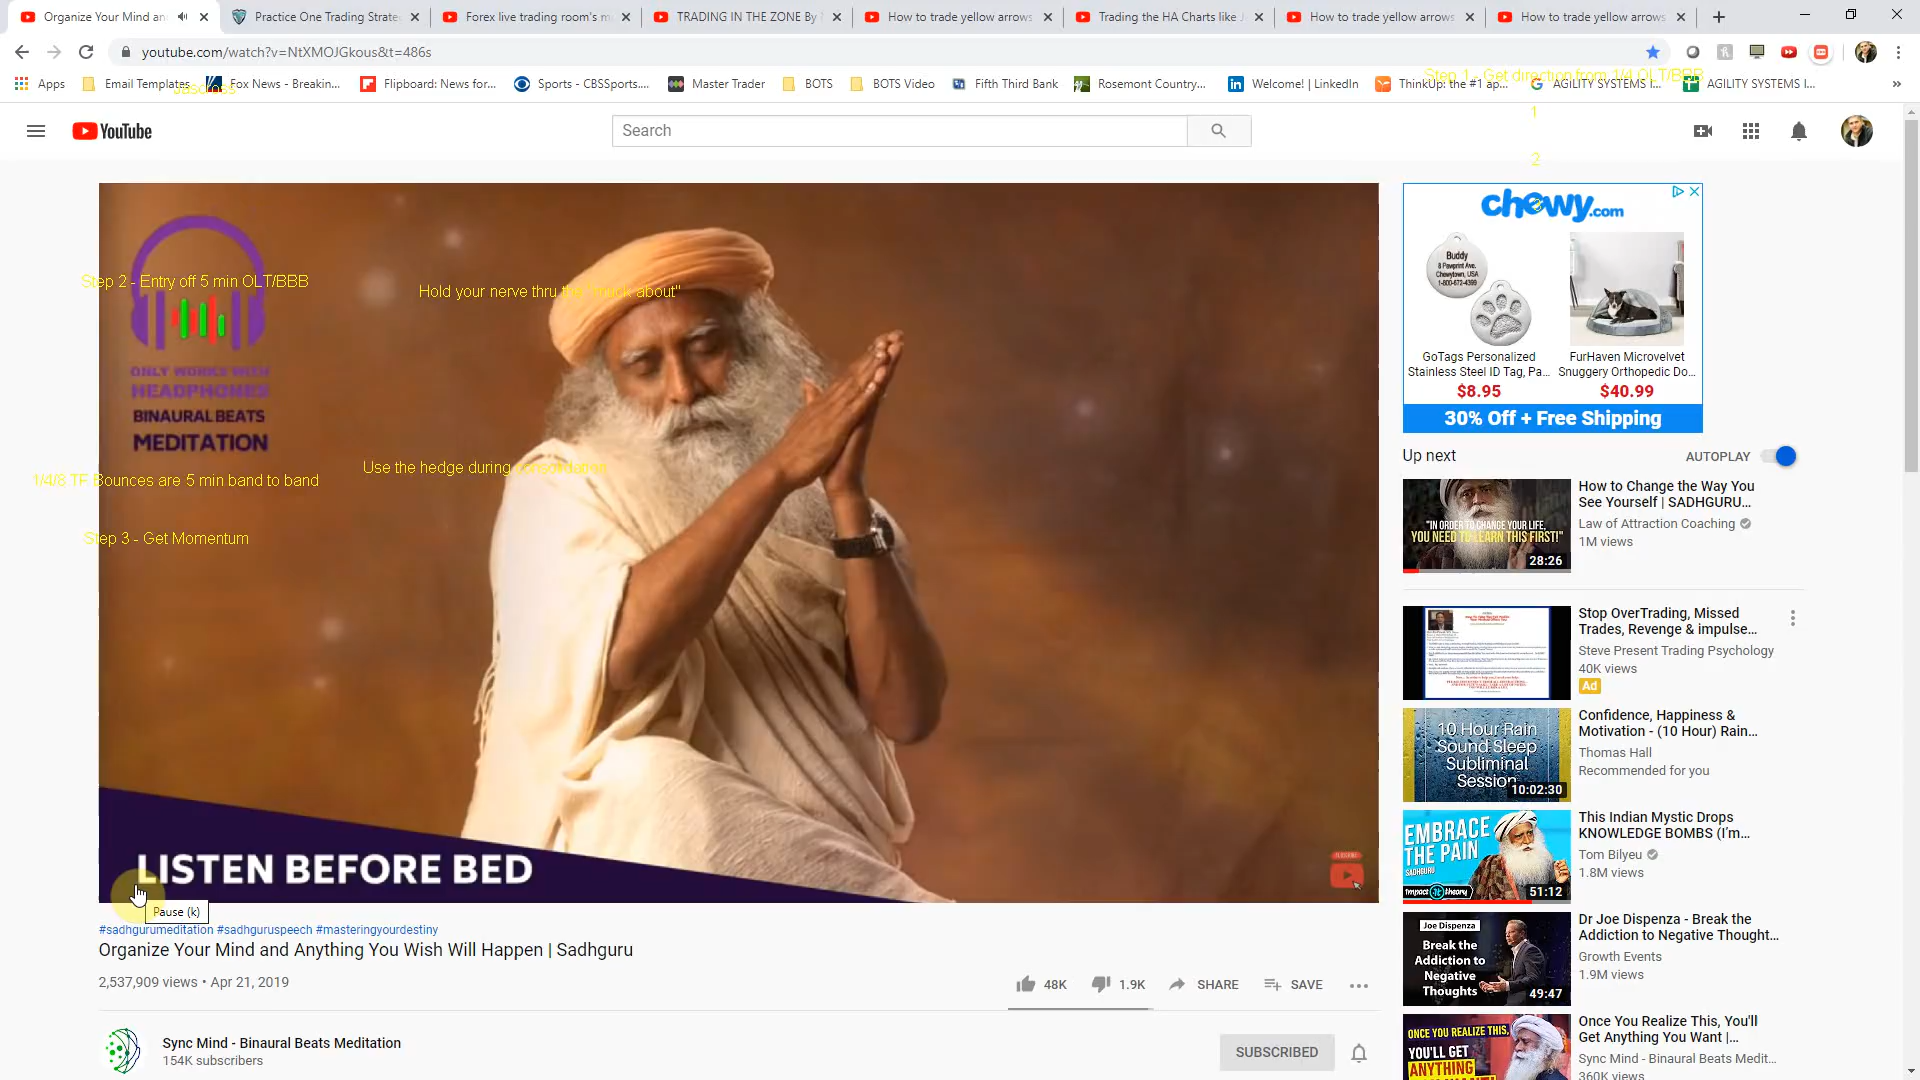 Organize Your Mind an
Practice One Trading Strate
Forex live trading room's m
TRADING IN THE ZONE By
How to trade yellow arrows
Trading the HA Charts like J
How to trade yellow arrows
How to trade yellow arrows
youtube.com/watch?v=NtXMOJGkous&t=486s
Apps
Email Templates
Fox News - Breakin...
Flipboard: News for...
Sports - CBSSports....
Master Trader
BOTS
BOTS Video
Fifth Third Bank
Rosemont Country...
Welcome! | LinkedIn
ThinkUp: the #1 ap...
AGILITY SYSTEMS I...
AGILITY SYSTEMS I...
Step 1 - Get direction from 1/4 OLT/BBB
1
2
3
YouTube
Search
Step 2 - Entry off 5 min OLT/BBB
Hold your nerve thru the "muck about"
ONLY WORKS WITH
HEADPHONES
BINAURAL BEATS
MEDITATION
Use the hedge during consolidation
1/4/8 TF Bounces are 5 min band to band
Step 3 - Get Momentum
LISTEN BEFORE BED
SUBSCRIBE
Pause (k)
#sadhgurumeditation #sadhguruspeech #masteringyourdestiny
Organize Your Mind and Anything You Wish Will Happen | Sadhguru
2,537,909 views • Apr 21, 2019
48K
1.9K
SHARE
SAVE
Sync Mind - Binaural Beats Meditation
154K subscribers
SUBSCRIBED
chewy.com
Buddy
8 Pawprint Ave.
Chewytown, USA
1-800-672-4399
GoTags Personalized
Stainless Steel ID Tag, Pa...
$8.95
FurHaven Microvelvet
Snuggery Orthopedic Do...
$40.99
30% Off + Free Shipping
Up next
AUTOPLAY
"IN ORDER TO CHANGE YOUR LIFE,
YOU NEED TO LEARN THIS FIRST!"
28:26
How to Change the Way You
See Yourself | SADHGURU...
Law of Attraction Coaching
1M views
Stop OverTrading, Missed
Trades, Revenge & impulse...
Steve Present Trading Psychology
40K views
Ad
10 Hour Rain
Sound Sleep
Subliminal
Session
10:02:30
Confidence, Happiness &
Motivation - (10 Hour) Rain...
Thomas Hall
Recommended for you
EMBRACE
THE PAIN
SADHGURU
impact theory
51:12
This Indian Mystic Drops
KNOWLEDGE BOMBS (I'm...
Tom Bilyeu
1.8M views
Joe Dispenza
Break the
Addiction to
Negative
Thoughts
49:47
Dr Joe Dispenza - Break the
Addiction to Negative Thought...
Growth Events
1.9M views
ONCE YOU REALIZE THIS,
YOU'LL GET
ANYTHING
Once You Realize This, You'll
Get Anything You Want |...
Sync Mind - Binaural Beats Medit...
360K views